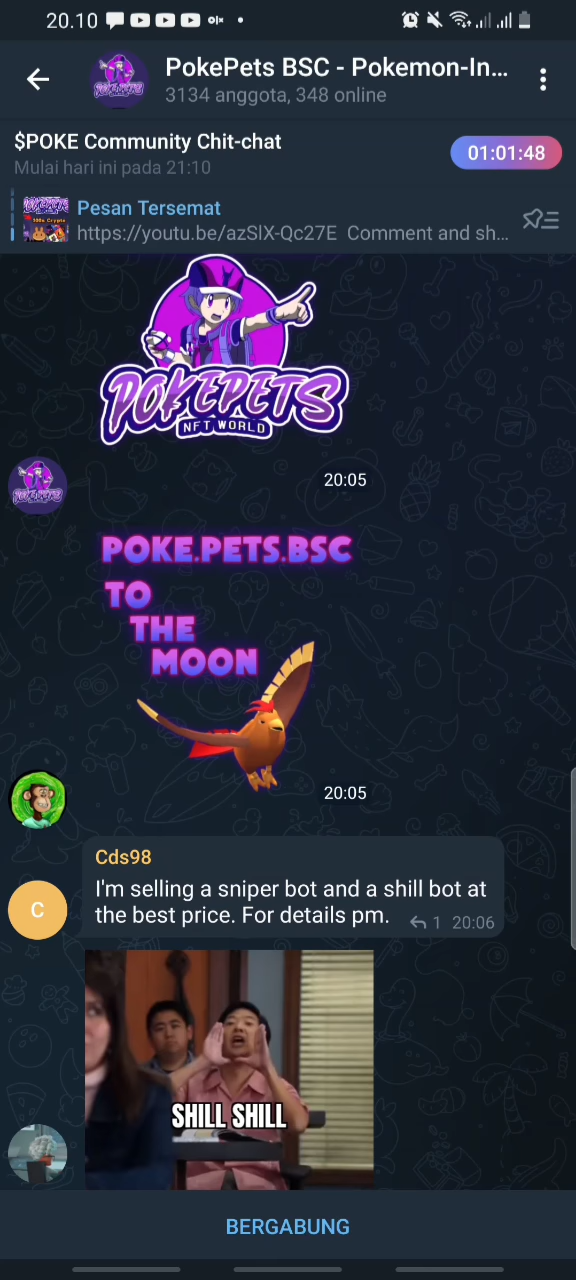 20.10
PokePets BSC - Pokemon-In...
3134 anggota, 348 online
$POKE Community Chit-chat
Mulai hari ini pada 21:10
01:01:48
Pesan Tersemat
https://youtu.be/azSlX-Qc27E Comment and sh...
POKEPETS
NFT WORLD
20:05
POKE.PETS.BSC
TO
THE
MOON
20:05
Cds98
C
I'm selling a sniper bot and a shill bot at
the best price. For details pm.
1 20:06
SHILL SHILL
BERGABUNG